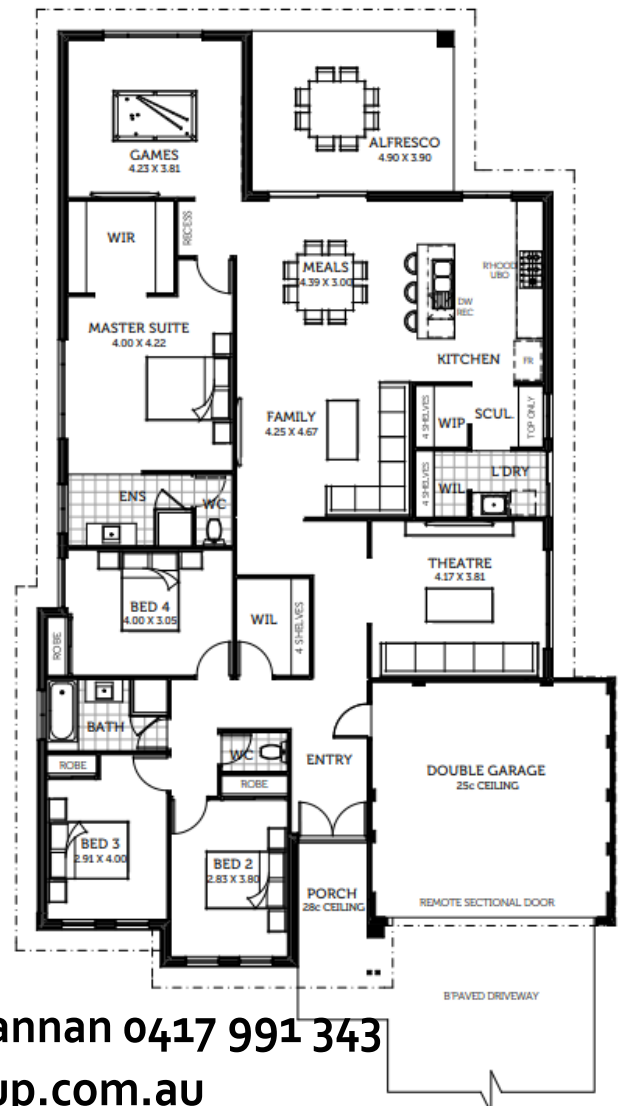 GAMES
4.23 X 3.81
ALFRESCO
4.90 X 3.90
WIR
RECESS
MEALS
4.39 X 3.00
R'HOOD
UBO
DW
REC
MASTER SUITE
4.00 X 4.22
KITCHEN
FR
FAMILY
4.25 X 4.67
4 SHELVES
WIP
SCUL.
TOP ONLY
ENS
WC
4 SHELVES
WIL
L'DRY
THEATRE
4.17 X 3.81
BED 4
4.00 X 3.05
WIL
4 SHELVES
ROBE
BATH
WC
ENTRY
ROBE
ROBE
DOUBLE GARAGE
25c CEILING
BED 3
2.91 X 4.00
BED 2
2.83 X 3.80
PORCH
28c CEILING
REMOTE SECTIONAL DOOR
B'PAVED DRIVEWAY
annan 0417 991 343
up.com.au